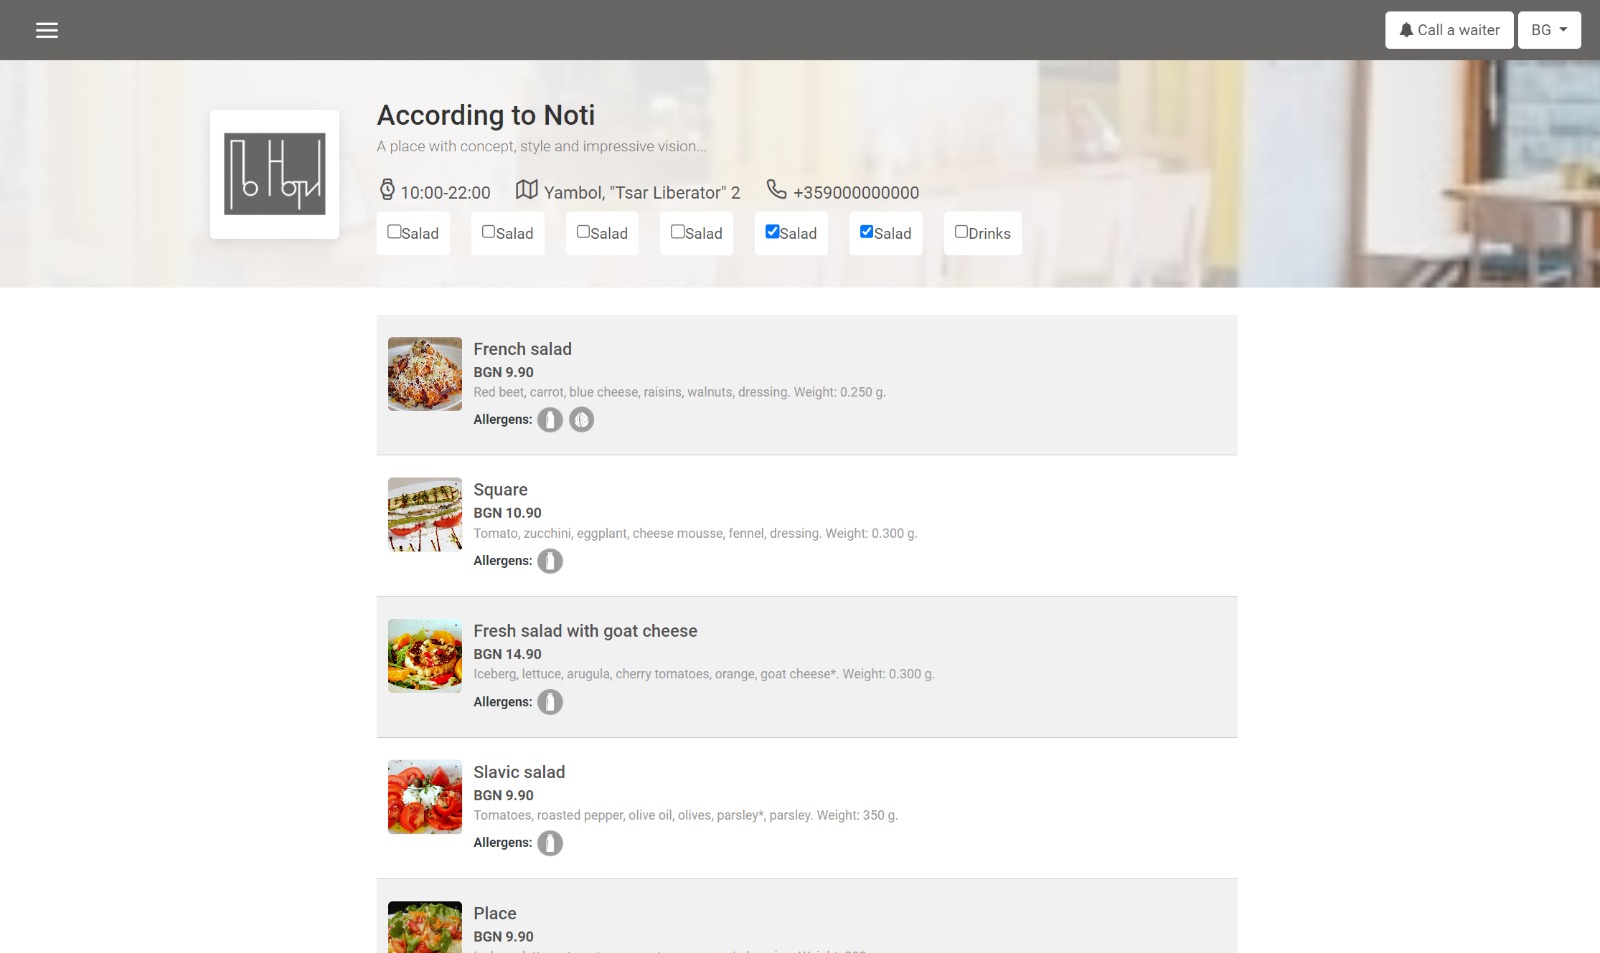 Call a waiter
BG
По Ноти
According to Noti
A place with concept, style and impressive vision...
10:00-22:00 Yambol, "Tsar Liberator" 2 +359000000000
Salad Salad Salad Salad Salad Salad Drinks
French salad
BGN 9.90
Red beet, carrot, blue cheese, raisins, walnuts, dressing. Weight: 0.250 g.
Allergens:
Square
BGN 10.90
Tomato, zucchini, eggplant, cheese mousse, fennel, dressing. Weight: 0.300 g.
Allergens:
Fresh salad with goat cheese
BGN 14.90
Iceberg, lettuce, arugula, cherry tomatoes, orange, goat cheese*. Weight: 0.300 g.
Allergens:
Slavic salad
BGN 9.90
Tomatoes, roasted pepper, olive oil, olives, parsley*, parsley. Weight: 350 g.
Allergens:
Place
BGN 9.90